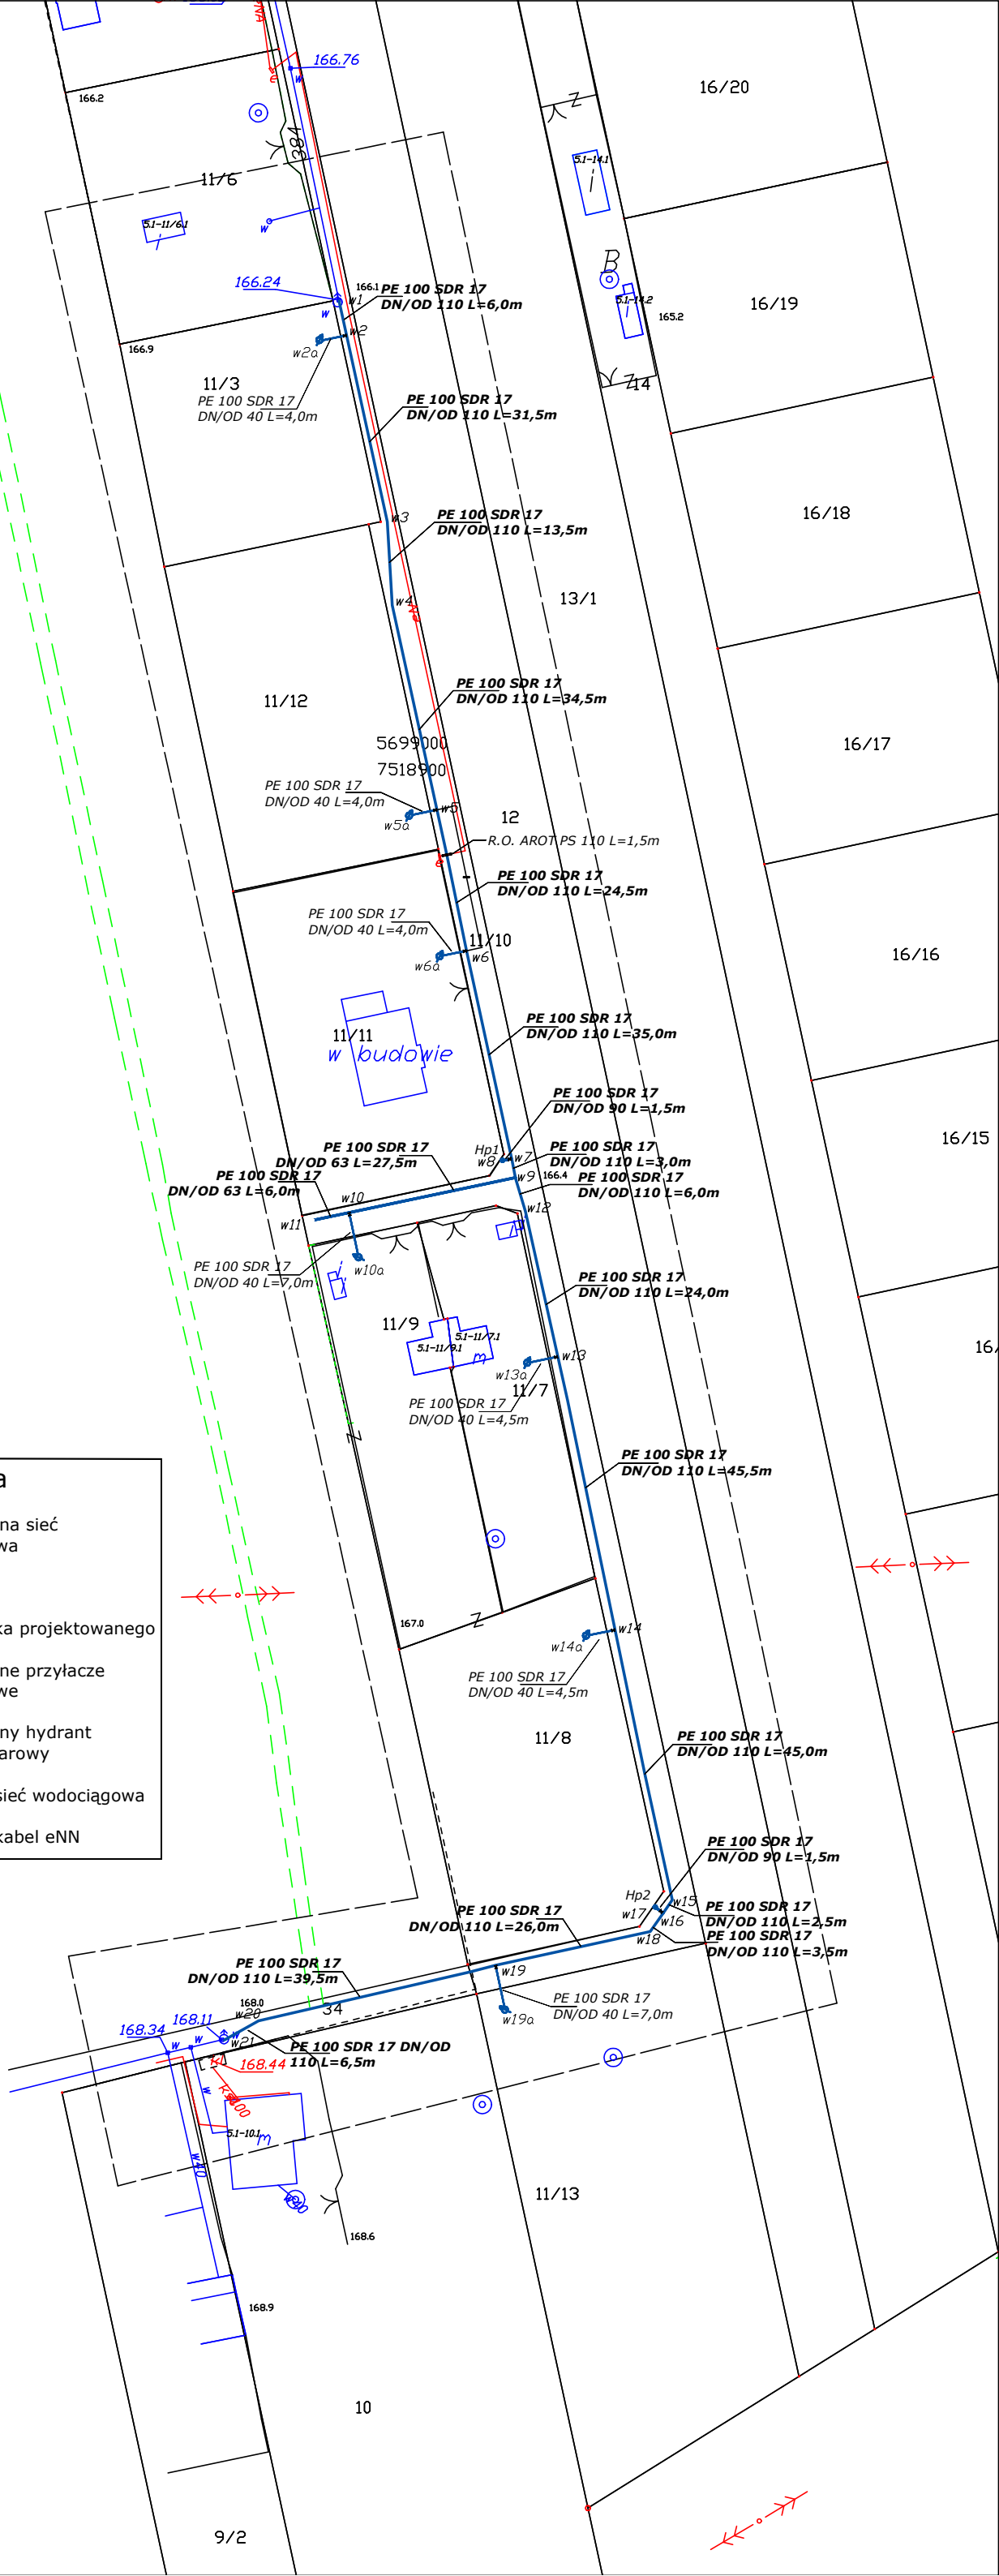 166.76
w
e
166.2
384
16/20
11/6
5.1-14.1
5.1-11/6.1
w
B
166.24
166.1
PE 100 SDR 17
DN/OD 110 L=6,0m
w1
w
w2
w2a
5.1-14.2
165.2
16/19
166.9
11/3
PE 100 SDR 17
DN/OD 40 L=4,0m
Z
Z
14
PE 100 SDR 17
DN/OD 110 L=31,5m
w3
PE 100 SDR 17
DN/OD 110 L=13,5m
16/18
w4
13/1
11/12
PE 100 SDR 17
DN/OD 110 L=34,5m
5699000
7518900
16/17
PE 100 SDR 17
DN/OD 40 L=4,0m
w5
w5a
12
R.O. AROT PS 110 L=1,5m
e
PE 100 SDR 17
DN/OD 110 L=24,5m
PE 100 SDR 17
DN/OD 40 L=4,0m
11/10
w6
w6a
16/16
PE 100 SDR 17
DN/OD 110 L=35,0m
11/11
w budowie
PE 100 SDR 17
DN/OD 90 L=1,5m
16/15
Hp1
w8
w7
PE 100 SDR 17
DN/OD 63 L=27,5m
PE 100 SDR 17
DN/OD 110 L=3,0m
PE 100 SDR 17
DN/OD 63 L=6,0m
w9
166.4
PE 100 SDR 17
DN/OD 110 L=6,0m
w10
w11
w12
PE 100 SDR 17
DN/OD 40 L=7,0m
w10a
PE 100 SDR 17
DN/OD 110 L=24,0m
11/9
5.1-11/7.1
5.1-11/9.1
m
16/
w13
w13a
11/7
PE 100 SDR 17
DN/OD 40 L=4,5m
Z
PE 100 SDR 17
DN/OD 110 L=45,5m
a
na sieć
wa
ka projektowanego
ne przyłącze
we
ny hydrant
arowy
sieć wodociągowa
kabel eNN
167.0
Z
w14
w14a
PE 100 SDR 17
DN/OD 40 L=4,5m
11/8
PE 100 SDR 17
DN/OD 110 L=45,0m
PE 100 SDR 17
DN/OD 90 L=1,5m
Hp2
w15
w17
w16
w18
PE 100 SDR 17
DN/OD 110 L=2,5m
PE 100 SDR 17
DN/OD 110 L=3,5m
PE 100 SDR 17
DN/OD 110 L=26,0m
PE 100 SDR 17
DN/OD 110 L=39,5m
w19
168.0
34
w20
PE 100 SDR 17
DN/OD 40 L=7,0m
w19a
168.11
168.34
w
w
w
w21
PE 100 SDR 17 DN/OD
110 L=6,5m
168.44
w
5.1-10.1
m
w40
w40
11/13
168.6
168.9
10
9/2